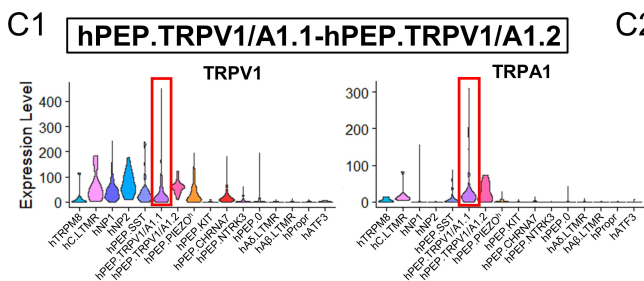 C1
hPEP.TRPV1/A1.1-hPEP.TRPV1/A1.2
C2
TRPV1
Expression Level
400
300
200
100
0
hTRPM8
hC.LTMR
hNP1
hNP2
hPEP.SST
hPEP.TRPV1/A1.1
hPEP.TRPV1/A1.2
hPEP.PIEZOʰ
hPEP.KIT
hPEP.CHRNA7
hPEP.NTRK3
hPEP.0
hAδ.LTMR
hAβ.LTMR
hPropr
hATF3
TRPA1
300
200
100
0
hTRPM8
hC.LTMR
hNP1
hNP2
hPEP.SST
hPEP.TRPV1/A1.1
hPEP.TRPV1/A1.2
hPEP.PIEZOʰ
hPEP.KIT
hPEP.CHRNA7
hPEP.NTRK3
hPEP.0
hAδ.LTMR
hAβ.LTMR
hPropr
hATF3